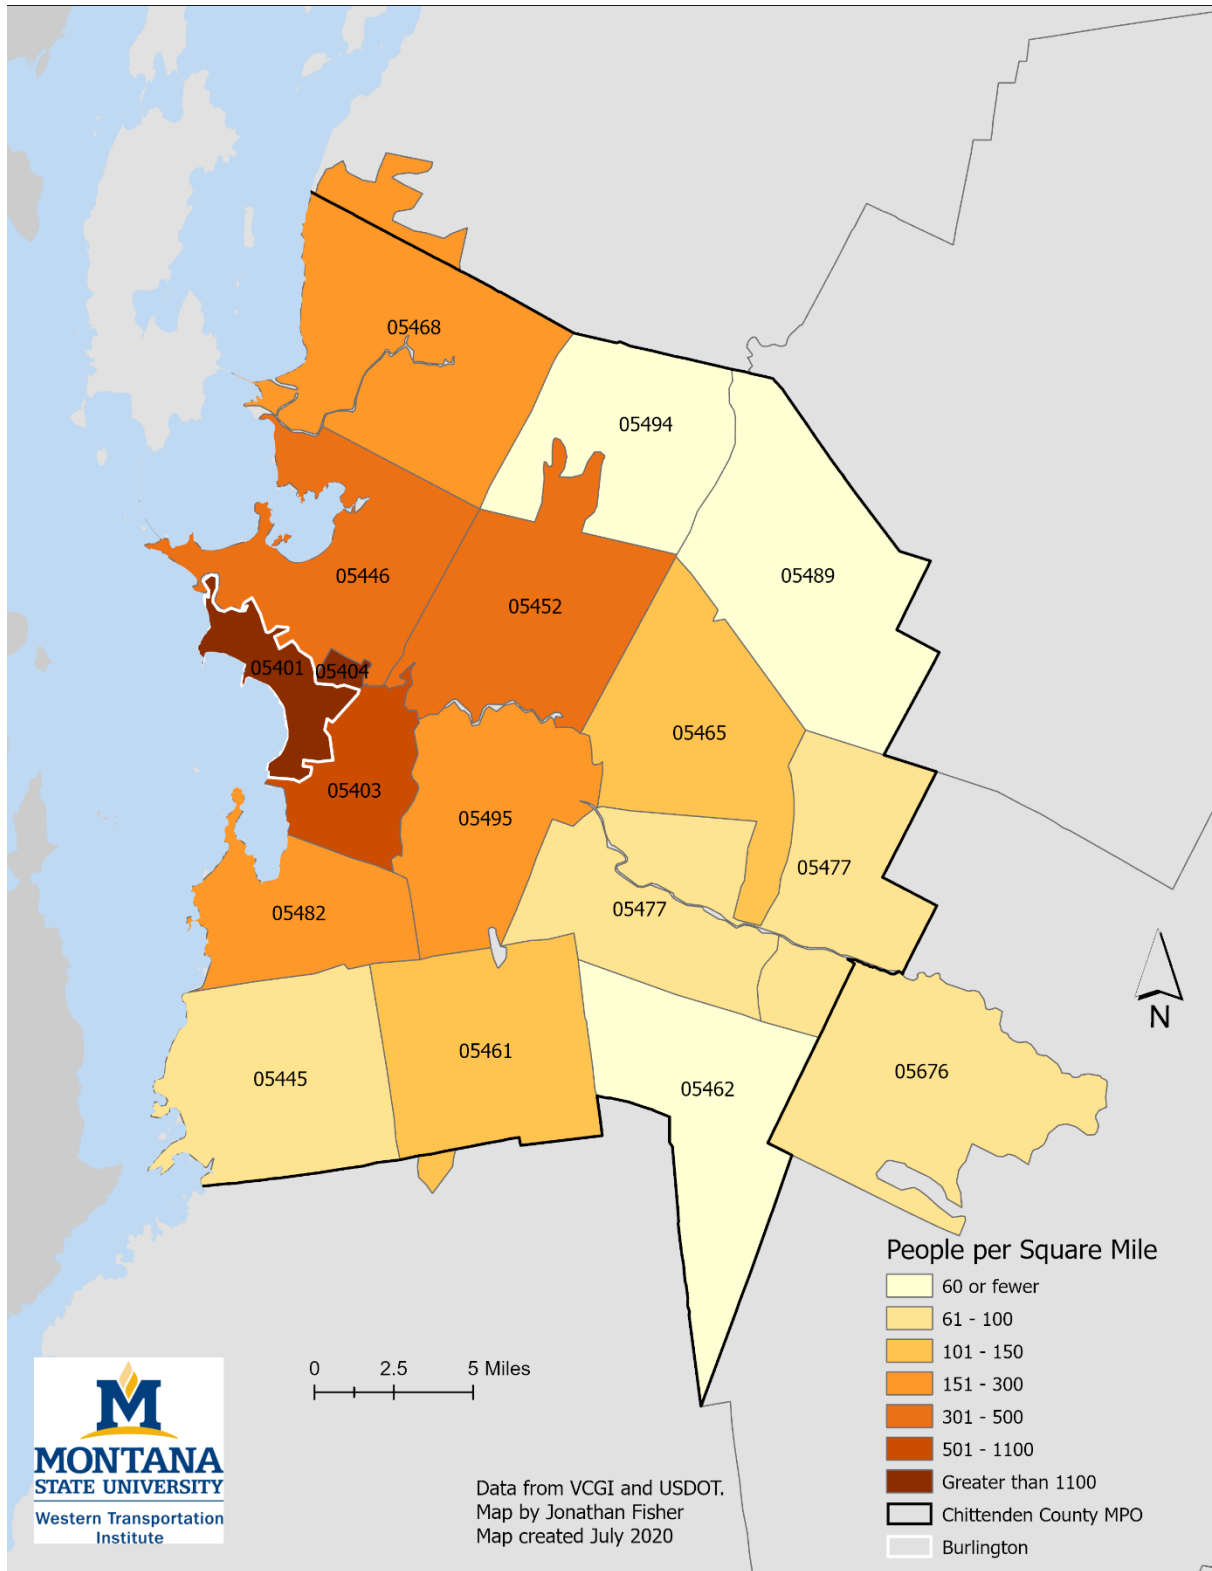 05468
05494
05489
05446
05452
05401
05404
05465
05403
05495
05477
05477
05482
05461
05445
05462
05676
N
People per Square Mile
60 or fewer
61 - 100
101 - 150
151 - 300
301 - 500
501 - 1100
Greater than 1100
Chittenden County MPO
Burlington
0 2.5 5 Miles
M
MONTANA
STATE UNIVERSITY
Western Transportation
Institute
Data from VCGI and USDOT.
Map by Jonathan Fisher
Map created July 2020